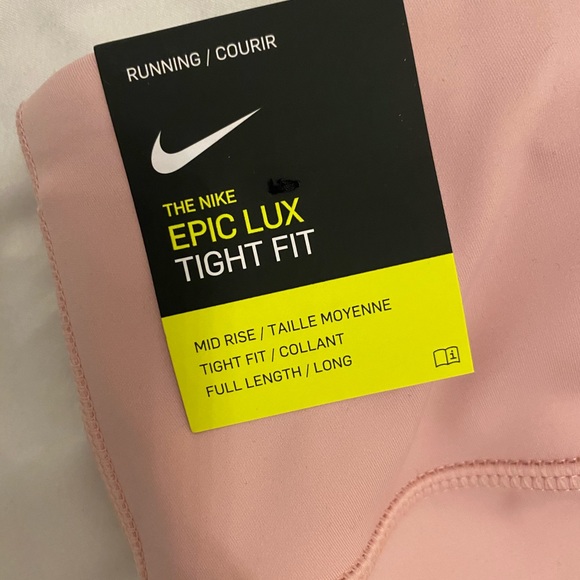 RUNNING / COURIR
THE NIKE
EPIC LUX
TIGHT FIT
MID RISE / TAILLE MOYENNE
TIGHT FIT / COLLANT
FULL LENGTH / LONG
i